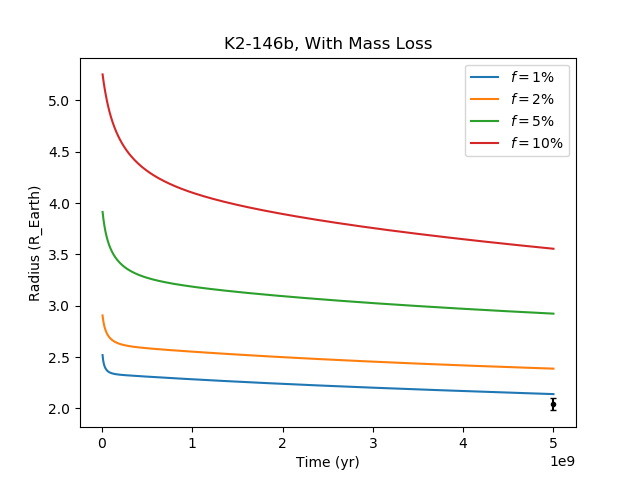 K2-146b, With Mass Loss
f = 1%
f = 2%
f = 5%
f = 10%
Radius (R_Earth)
5.0
4.5
4.0
3.5
3.0
2.5
2.0
0 1 2 3 4 5
1e9
Time (yr)